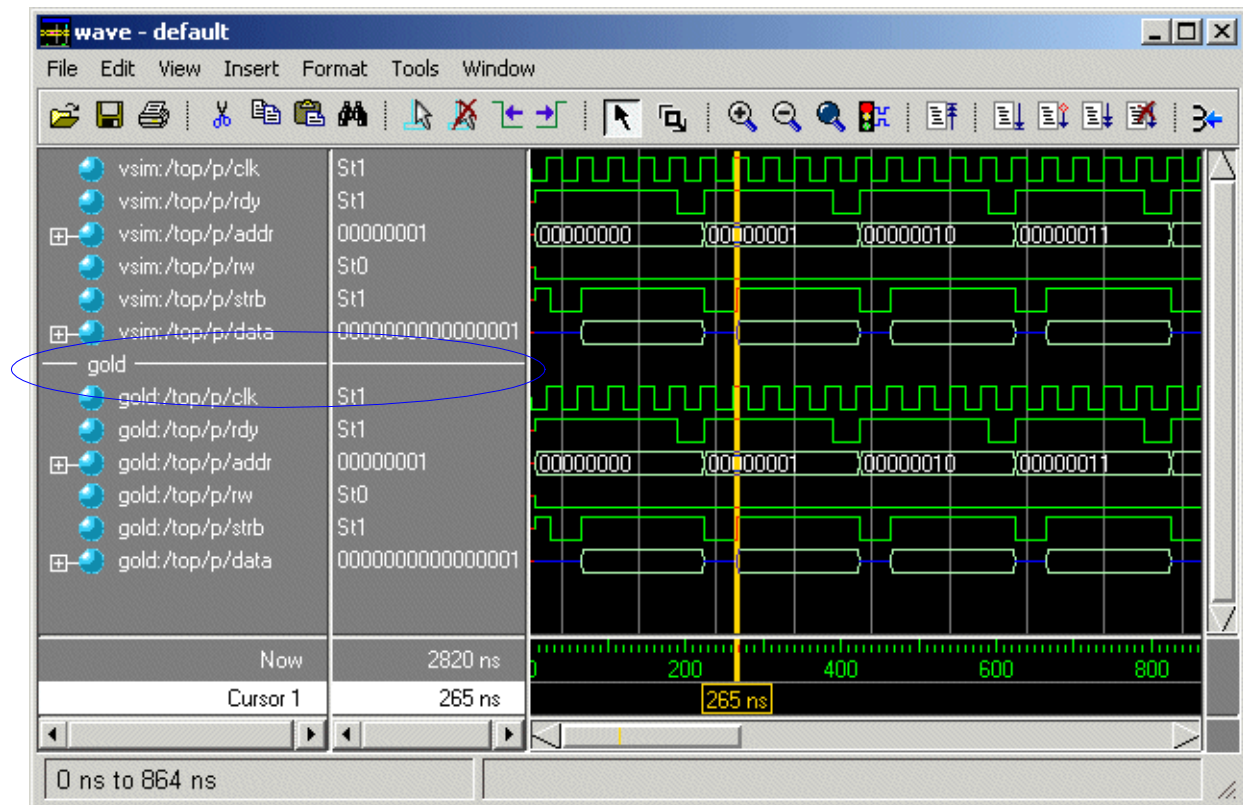 wave - default
File Edit View Insert Format Tools Window
vsim:/top/p/clk St1
vsim:/top/p/rdy St1
vsim:/top/p/addr 00000001 00000000 00000001 00000010 00000011
vsim:/top/p/rw St0
vsim:/top/p/strb St1
vsim:/top/p/data 0000000000000001
gold
gold:/top/p/clk St1
gold:/top/p/rdy St1
gold:/top/p/addr 00000001 00000000 00000001 00000010 00000011
gold:/top/p/rw St0
gold:/top/p/strb St1
gold:/top/p/data 0000000000000001
Now 2820 ns 0 200 400 600 800
Cursor 1 265 ns 265 ns
0 ns to 864 ns